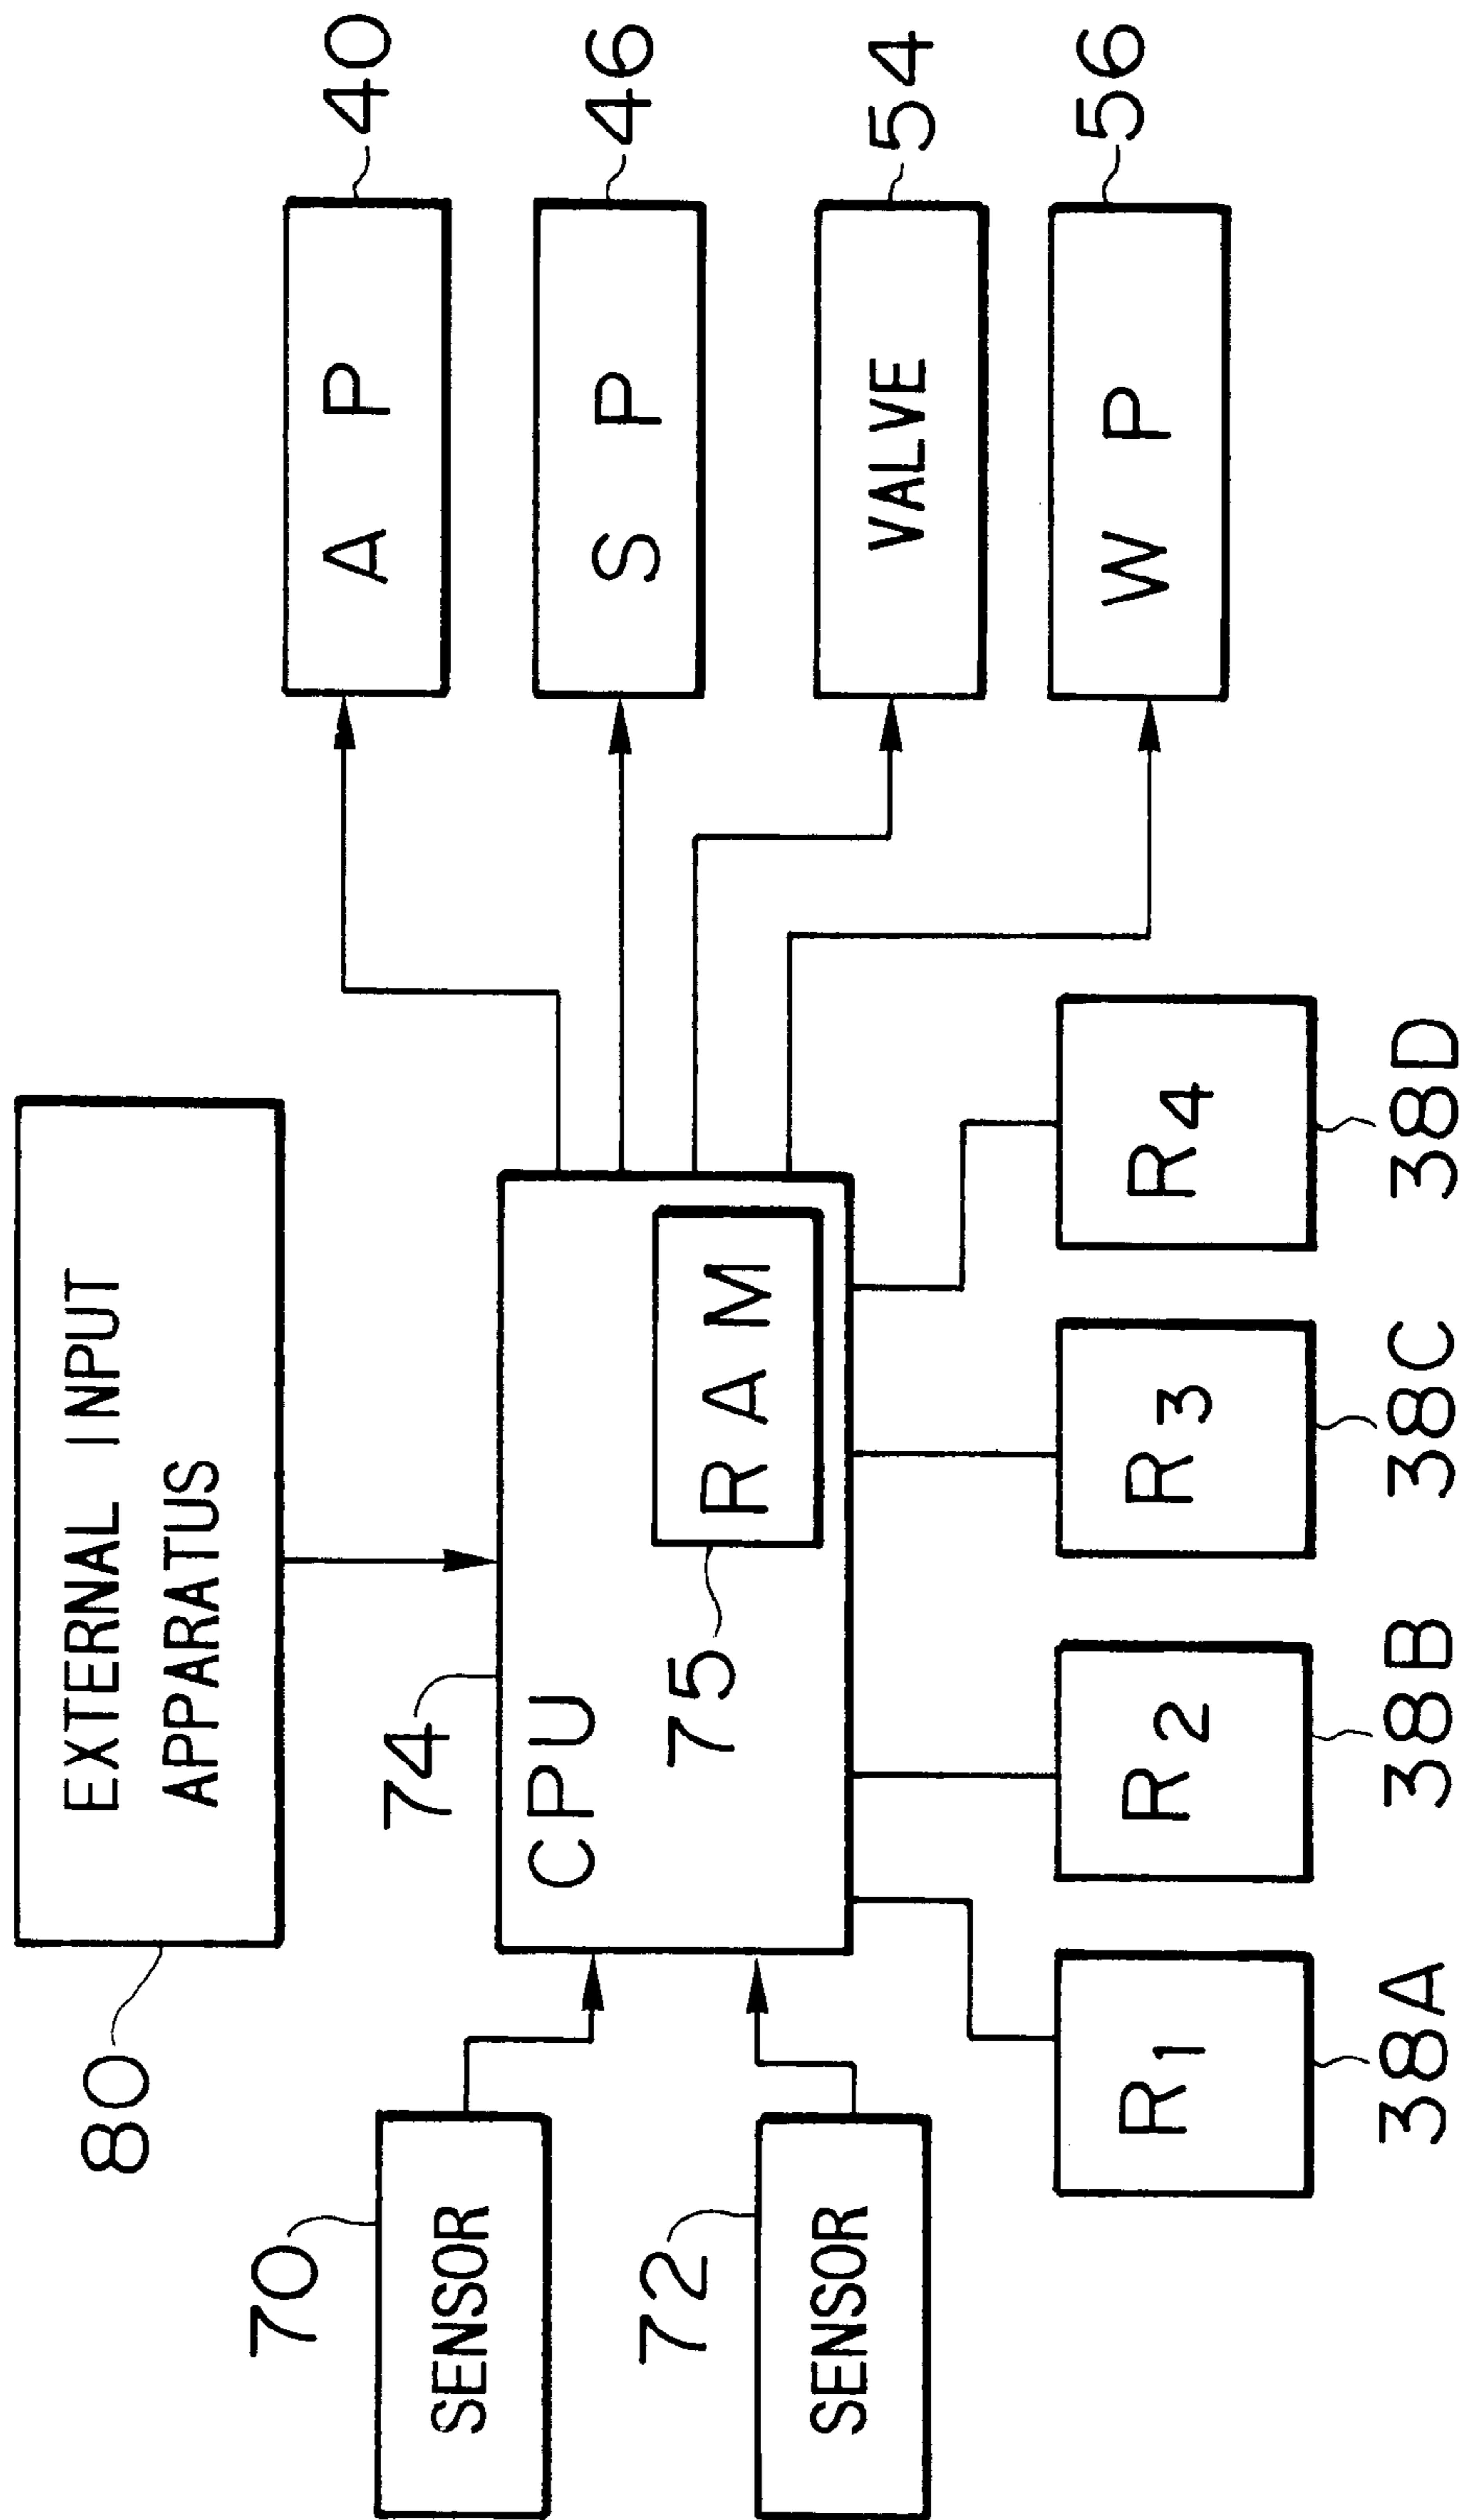 80
EXTERNAL INPUT
APPARATUS
70
SENSOR
72
SENSOR
74
CPU
75
R A M
A P
40
S P
46
VALVE
54
W P
56
R1
38A
R2
38B
R3
38C
R4
38D